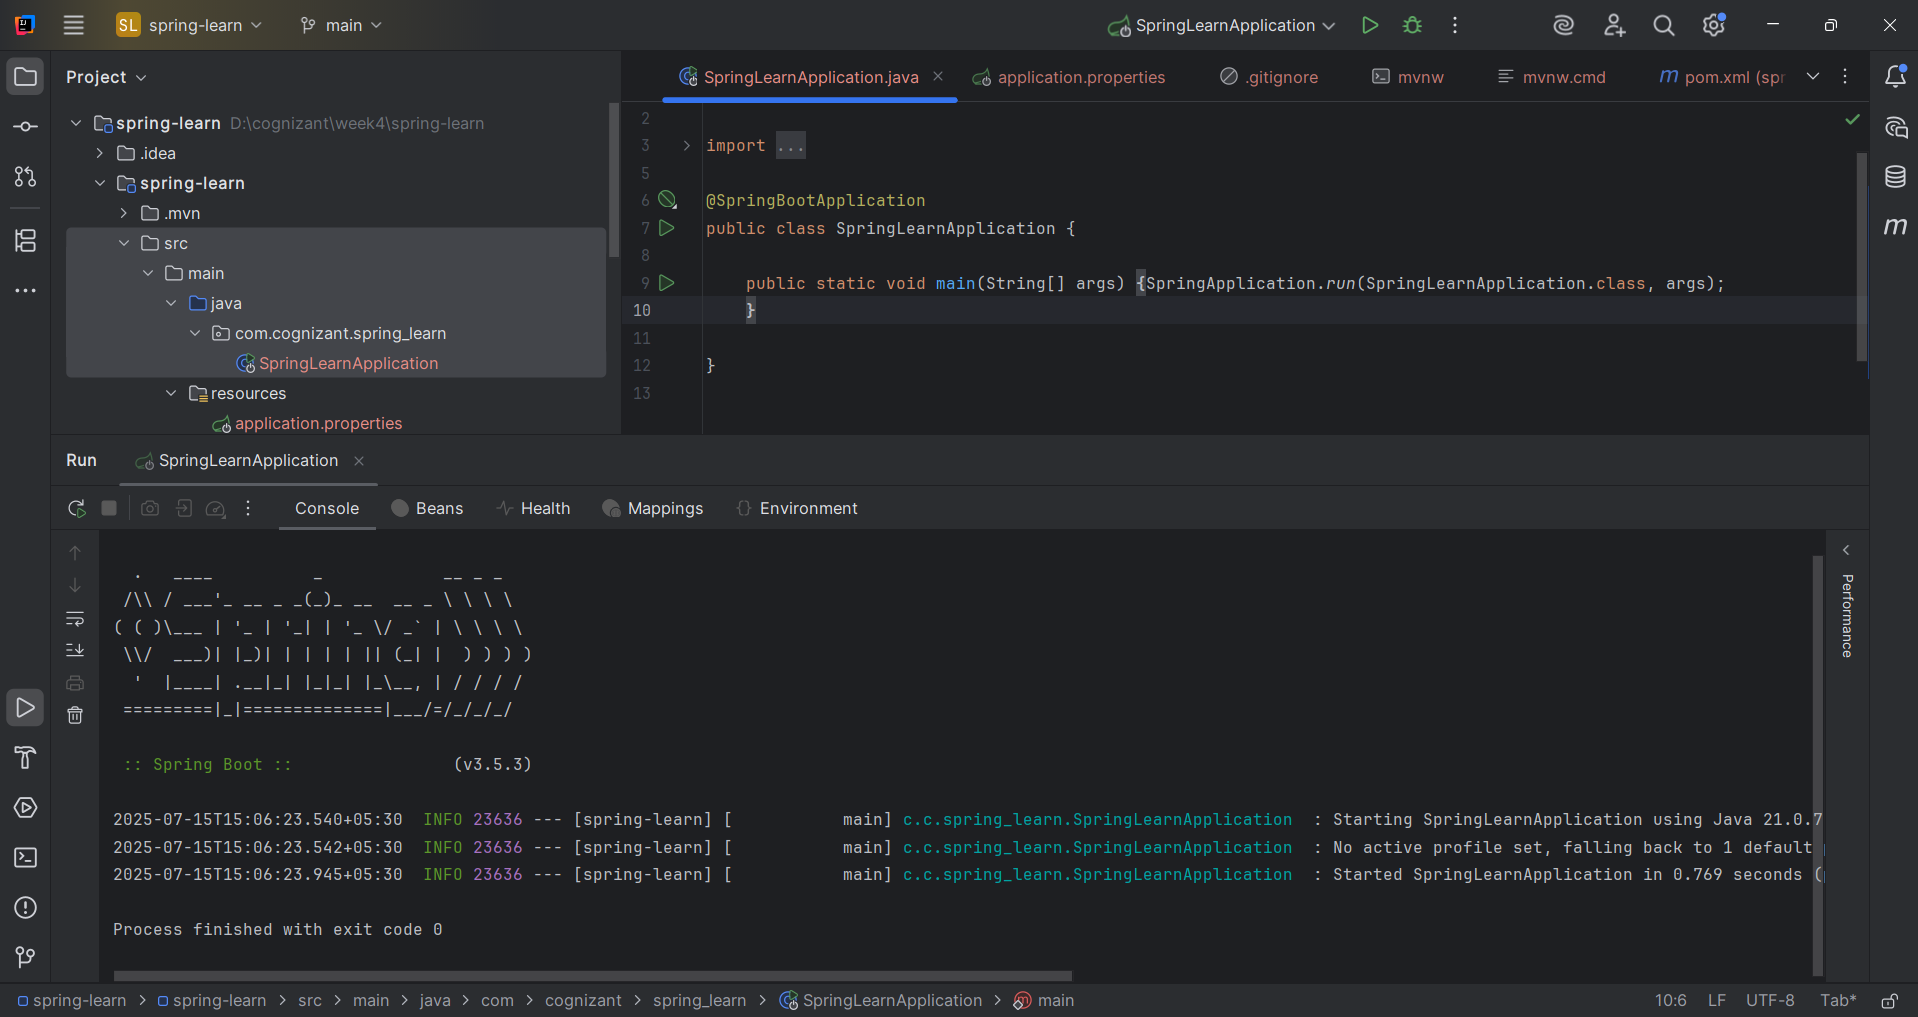 SL spring-learn main SpringLearnApplication
Project
spring-learn D:\cognizant\week4\spring-learn
.idea
spring-learn
.mvn
src
main
java
com.cognizant.spring_learn
SpringLearnApplication
resources
application.properties
SpringLearnApplication.java application.properties .gitignore mvnw mvnw.cmd m pom.xml (spr
2
3 import ...
5
6 @SpringBootApplication
7 public class SpringLearnApplication {
8
9 public static void main(String[] args) {SpringApplication.run(SpringLearnApplication.class, args);
10 }
11
12 }
13
m
Run SpringLearnApplication
Console Beans Health Mappings Environment
  .   ____          _            __ _ _
 /\\ / ___'_ __ _ _(_)_ __  __ _ \ \ \ \
( ( )\___ | '_ | '_| | '_ \/ _` | \ \ \ \
 \\/  ___)| |_)| | | | | || (_| |  ) ) ) )
  '  |____| .__|_| |_|_| |_\__, | / / / /
 =========|_|==============|___/=/_/_/_/
:: Spring Boot :: (v3.5.3)
2025-07-15T15:06:23.540+05:30 INFO 23636 --- [spring-learn] [ main] c.c.spring_learn.SpringLearnApplication : Starting SpringLearnApplication using Java 21.0.7
2025-07-15T15:06:23.542+05:30 INFO 23636 --- [spring-learn] [ main] c.c.spring_learn.SpringLearnApplication : No active profile set, falling back to 1 default
2025-07-15T15:06:23.945+05:30 INFO 23636 --- [spring-learn] [ main] c.c.spring_learn.SpringLearnApplication : Started SpringLearnApplication in 0.769 seconds (
Process finished with exit code 0
Performance
spring-learn > spring-learn > src > main > java > com > cognizant > spring_learn > SpringLearnApplication > m main 10:6 LF UTF-8 Tab*